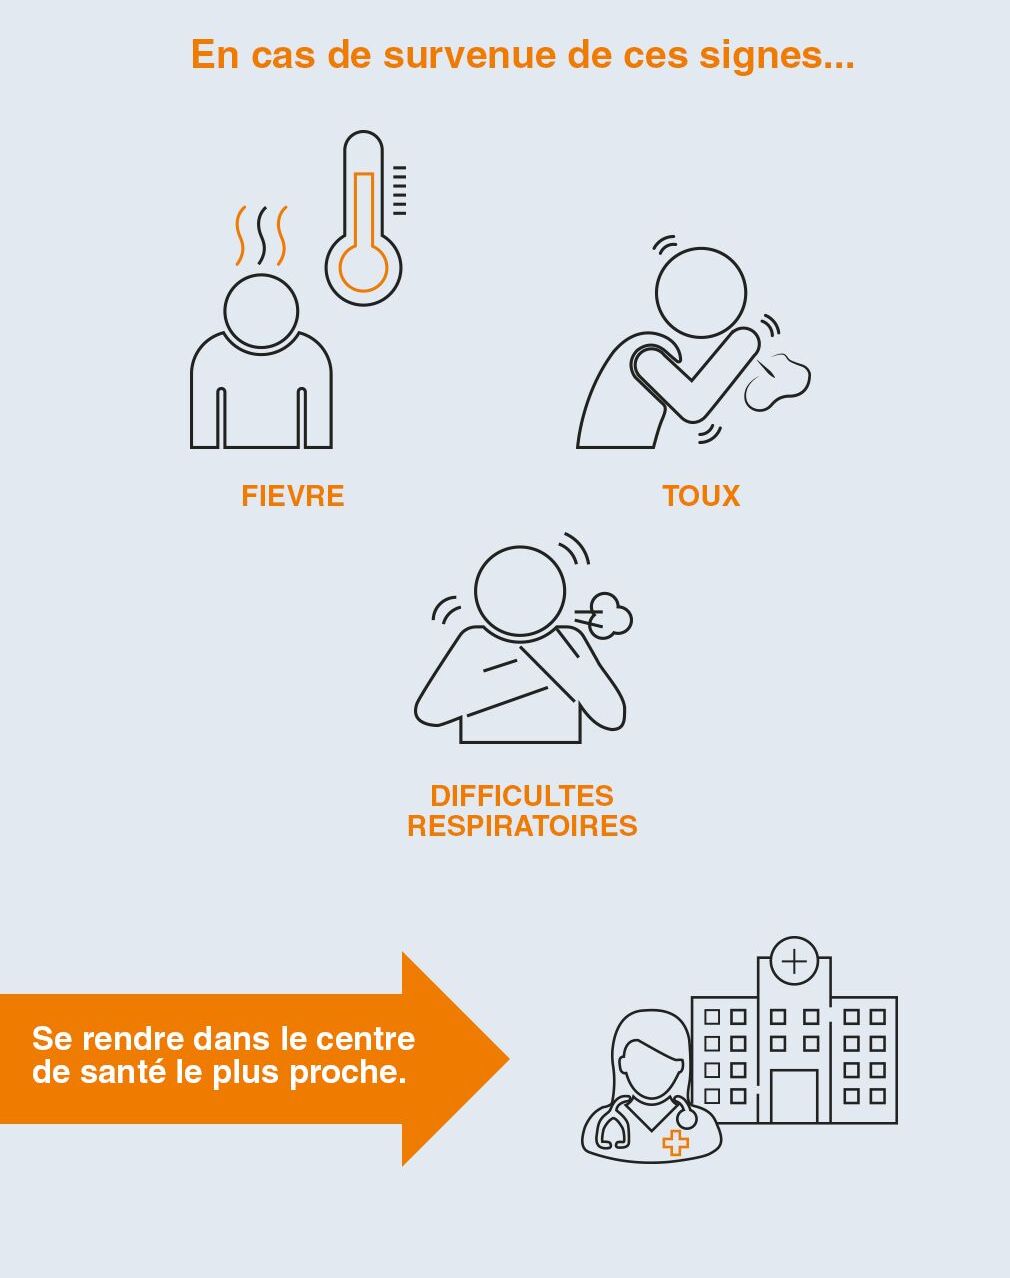 En cas de survenue de ces signes...
FIEVRE
TOUX
DIFFICULTES
RESPIRATOIRES
Se rendre dans le centre
de santé le plus proche.